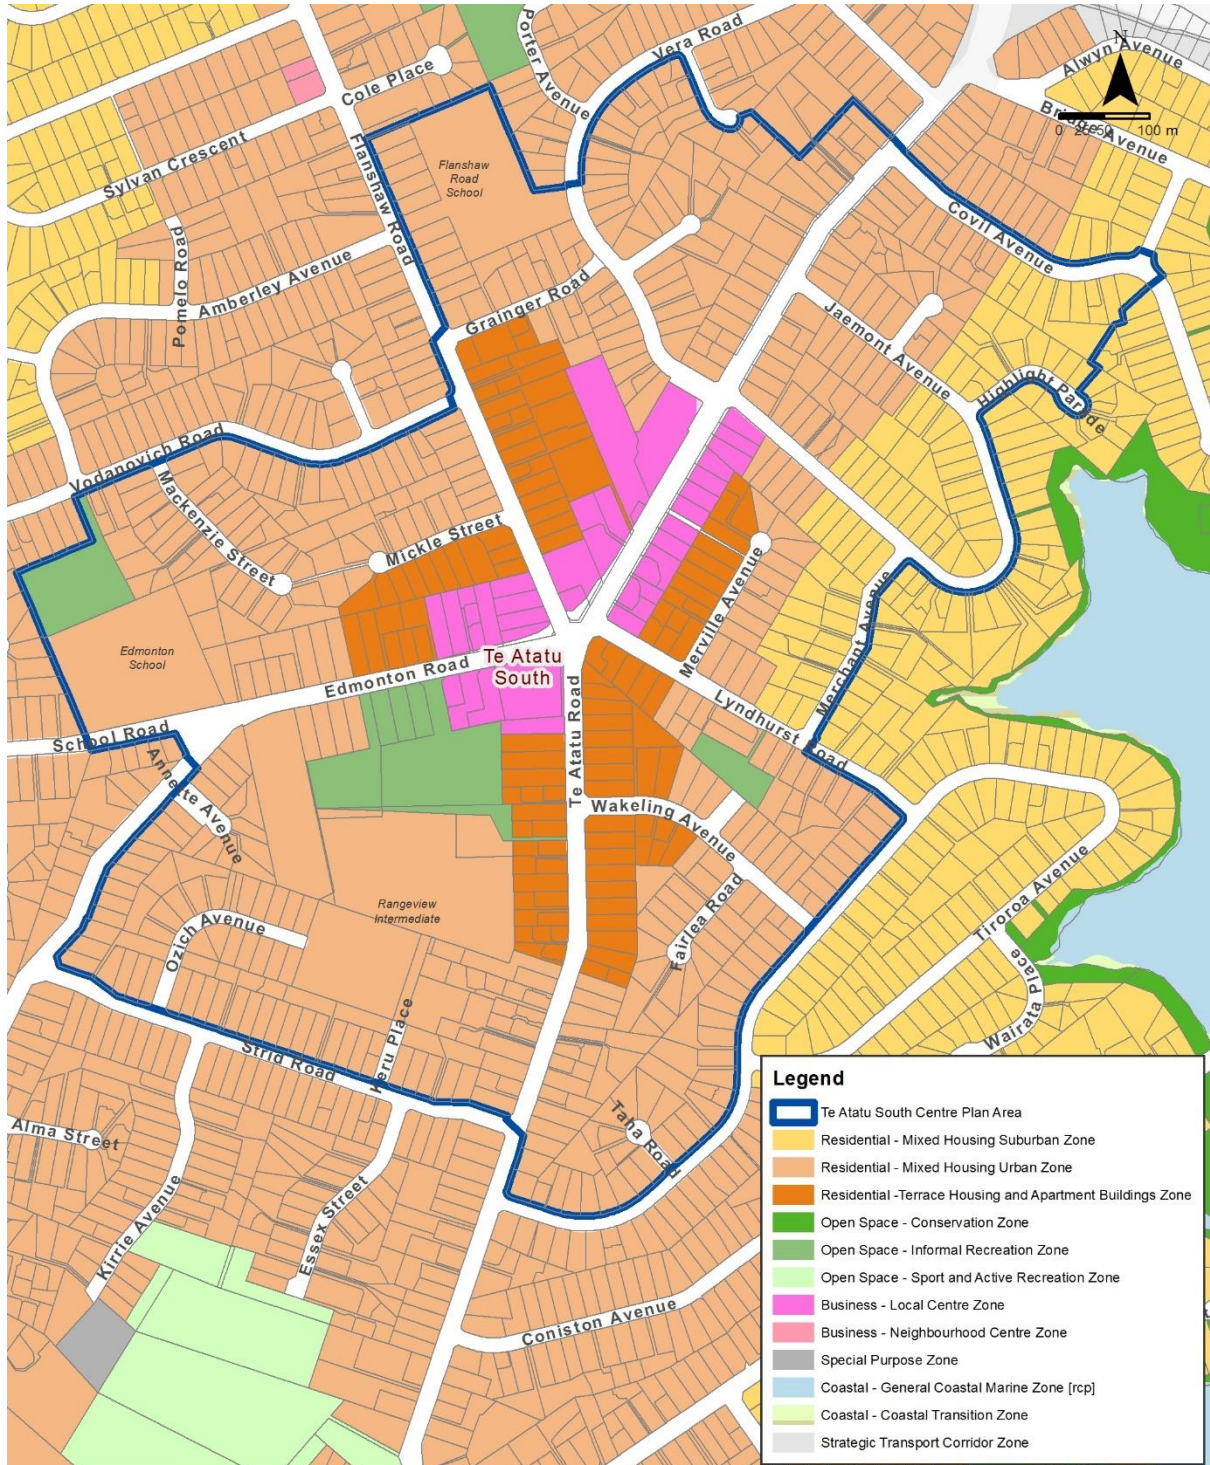 Porter Avenue
Vera Road
N
Alwyn Avenue
Cole Place
Bridge Avenue
100 m
Sylvan Crescent
Flanshaw Road
Flanshaw
Road
School
Covil Avenue
Pomelo Road
Amberley Avenue
Grainger Road
Jaemont Avenue
Highlight Parade
Vodanovich Road
Mackenzie Street
Mickle Street
Merville Avenue
Merchant Avenue
Edmonton
School
Te Atatu
South
Edmonton Road
Lyndhurst Road
School Road
Annette Avenue
Te Atatu Road
Wakeling Avenue
Rangeview
Intermediate
Ozich Avenue
Fairlea Road
Tiroroa Avenue
Wairata Place
Heru Place
Strid Road
Taha Road
Alma Street
Kirrie Avenue
Essex Street
Coniston Avenue
Legend
Te Atatu South Centre Plan Area
Residential - Mixed Housing Suburban Zone
Residential - Mixed Housing Urban Zone
Residential -Terrace Housing and Apartment Buildings Zone
Open Space - Conservation Zone
Open Space - Informal Recreation Zone
Open Space - Sport and Active Recreation Zone
Business - Local Centre Zone
Business - Neighbourhood Centre Zone
Special Purpose Zone
Coastal - General Coastal Marine Zone [rcp]
Coastal - Coastal Transition Zone
Strategic Transport Corridor Zone